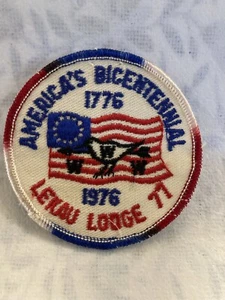 AMERICA'S BICENTENNIAL
1776
W W W
1976
LEKAU LODGE 77